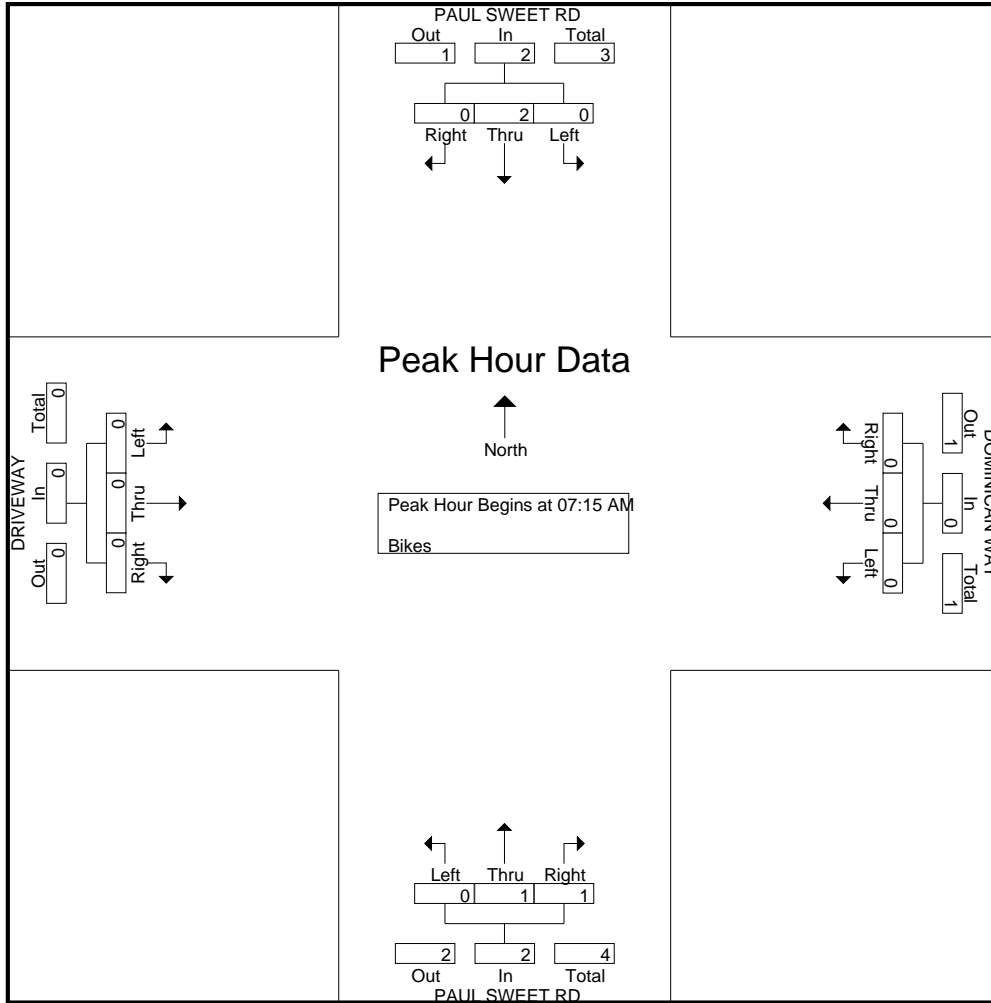 PAUL SWEET RD
Out In Total
1 2 3
0 2 0
Right Thru Left
Peak Hour Data
North
Peak Hour Begins at 07:15 AM
Bikes
DRIVEWAY
Out In Total
0 0 0
Right Thru Left
0 0 0
DOMINICAN WAY
Out In Total
1 0 1
Right Thru Left
0 0 0
Left Thru Right
0 1 1
2 2 4
Out In Total
PAUL SWEET RD